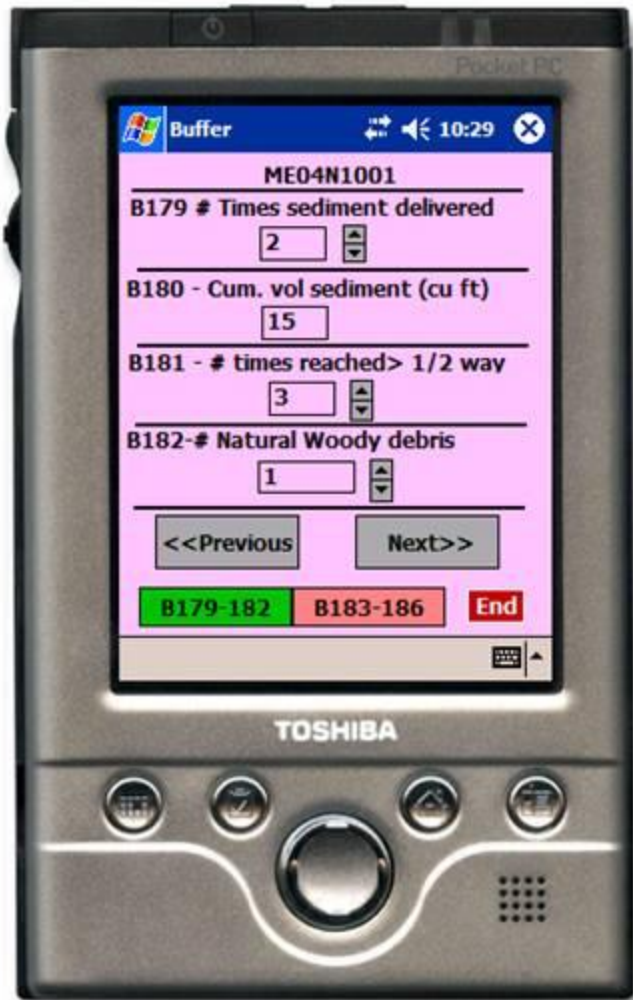 Pocket PC
Buffer 10:29
ME04N1001
B179 # Times sediment delivered
2
B180 - Cum. vol sediment (cu ft)
15
B181 - # times reached> 1/2 way
3
B182-# Natural Woody debris
1
<<Previous Next>>
B179-182 B183-186 End
TOSHIBA